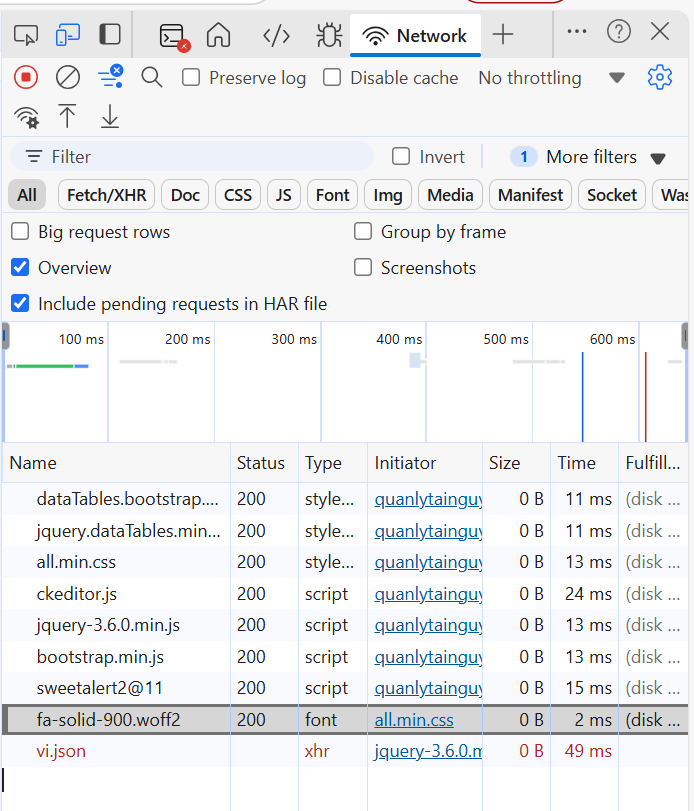 Network
Preserve log Disable cache No throttling
Filter Invert 1 More filters
All Fetch/XHR Doc CSS JS Font Img Media Manifest Socket Was
Big request rows Group by frame
Overview Screenshots
Include pending requests in HAR file
100 ms 200 ms 300 ms 400 ms 500 ms 600 ms
Name Status Type Initiator Size Time Fulfill...
dataTables.bootstrap.... 200 style... quanlytainguy 0 B 11 ms (disk ...
jquery.dataTables.min... 200 style... quanlytainguy 0 B 11 ms (disk ...
all.min.css 200 style... quanlytainguy 0 B 13 ms (disk ...
ckeditor.js 200 script quanlytainguy 0 B 24 ms (disk ...
jquery-3.6.0.min.js 200 script quanlytainguy 0 B 13 ms (disk ...
bootstrap.min.js 200 script quanlytainguy 0 B 13 ms (disk ...
sweetalert2@11 200 script quanlytainguy 0 B 15 ms (disk ...
fa-solid-900.woff2 200 font all.min.css 0 B 2 ms (disk ...
vi.json xhr jquery-3.6.0.m 0 B 49 ms